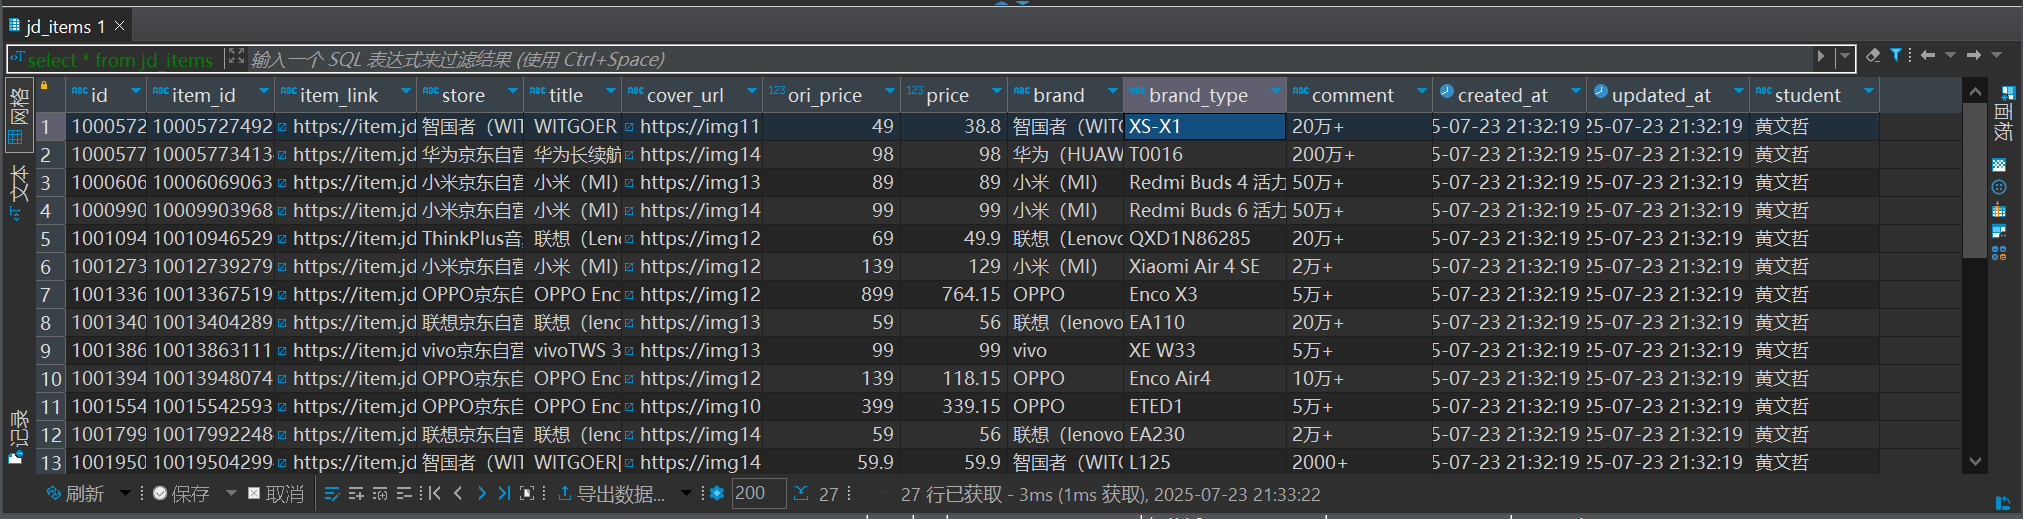 jd_items 1
select * from jd_items 输入一个 SQL 表达式来过滤结果 (使用 Ctrl+Space)
网格
文本
记录
面板
id item_id item_link store title cover_url ori_price price brand brand_type comment created_at updated_at student
1 1000572 10005727492 https://item.jd 智国者（WIT WITGOER https://img11 49 38.8 智国者（WITG XS-X1 20万+ 5-07-23 21:32:19 25-07-23 21:32:19 黄文哲
2 1000577 10005773413 https://item.jd 华为京东自营 华为长续航 https://img14 98 98 华为（HUAW T0016 200万+ 5-07-23 21:32:19 25-07-23 21:32:19 黄文哲
3 1000606 10006069063 https://item.jd 小米京东自营 小米（MI） https://img13 89 89 小米（MI） Redmi Buds 4 活力 50万+ 5-07-23 21:32:19 25-07-23 21:32:19 黄文哲
4 1000990 10009903968 https://item.jd 小米京东自营 小米（MI） https://img14 99 99 小米（MI） Redmi Buds 6 活力 50万+ 5-07-23 21:32:19 25-07-23 21:32:19 黄文哲
5 1001094 10010946529 https://item.jd ThinkPlus音 联想（Len https://img12 69 49.9 联想（Lenovo QXD1N86285 20万+ 5-07-23 21:32:19 25-07-23 21:32:19 黄文哲
6 1001273 10012739279 https://item.jd 小米京东自营 小米（MI） https://img12 139 129 小米（MI） Xiaomi Air 4 SE 2万+ 5-07-23 21:32:19 25-07-23 21:32:19 黄文哲
7 1001336 10013367519 https://item.jd OPPO京东自 OPPO Enc https://img12 899 764.15 OPPO Enco X3 5万+ 5-07-23 21:32:19 25-07-23 21:32:19 黄文哲
8 1001340 10013404289 https://item.jd 联想京东自营 联想（lenc https://img13 59 56 联想（lenovo EA110 20万+ 5-07-23 21:32:19 25-07-23 21:32:19 黄文哲
9 1001386 10013863111 https://item.jd vivo京东自营 vivoTWS 3 https://img13 99 99 vivo XE W33 5万+ 5-07-23 21:32:19 25-07-23 21:32:19 黄文哲
10 1001394 10013948074 https://item.jd OPPO京东自 OPPO Enc https://img12 139 118.15 OPPO Enco Air4 10万+ 5-07-23 21:32:19 25-07-23 21:32:19 黄文哲
11 1001554 10015542593 https://item.jd OPPO京东自 OPPO Enc https://img10 399 339.15 OPPO ETED1 5万+ 5-07-23 21:32:19 25-07-23 21:32:19 黄文哲
12 1001799 10017992248 https://item.jd 联想京东自营 联想（lenc https://img14 59 56 联想（lenovo EA230 2万+ 5-07-23 21:32:19 25-07-23 21:32:19 黄文哲
13 1001950 10019504299 https://item.jd 智国者（WIT WITGOER[ https://img14 59.9 59.9 智国者（WITG L125 2000+ 5-07-23 21:32:19 25-07-23 21:32:19 黄文哲
刷新 保存 取消 导出数据... 200 27 27 行已获取 - 3ms (1ms 获取), 2025-07-23 21:33:22